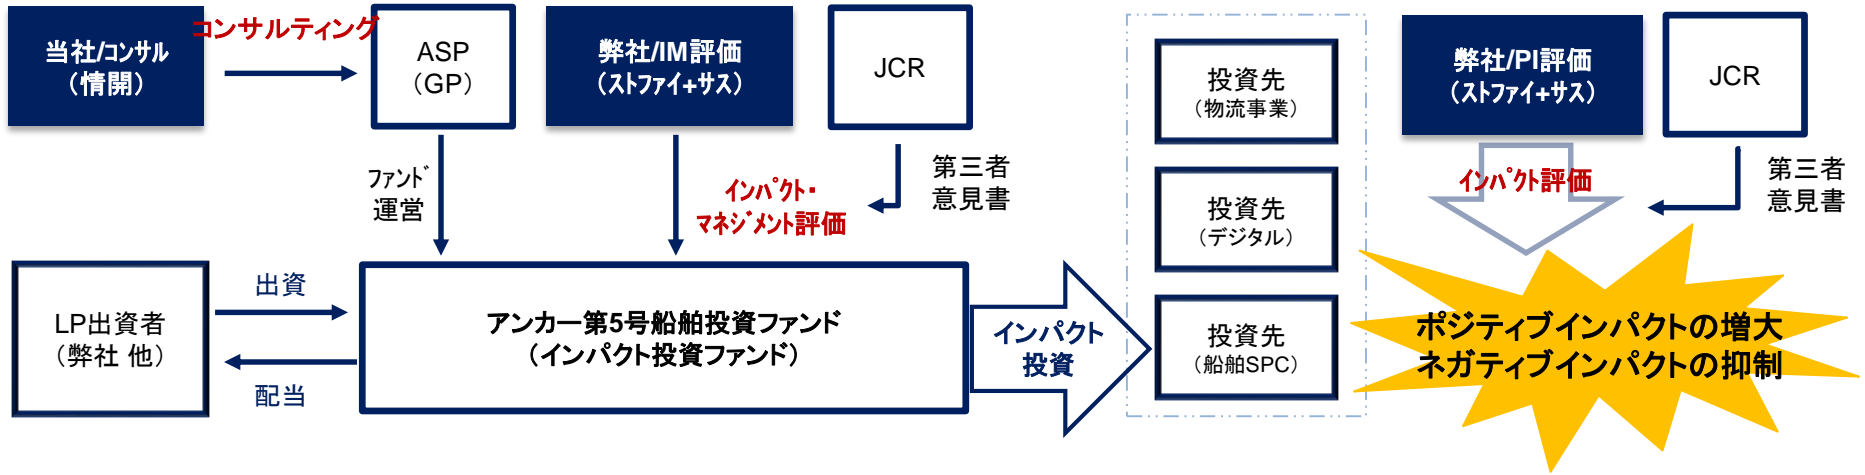 当社/ｺﾝｻﾙ
（情開）
コンサルティング
ASP
（GP）
弊社/IM評価
（ｽﾄﾌｧｲ+ｻｽ）
JCR
ﾌｧﾝﾄﾞ
運営
ｲﾝﾊﾟｸﾄ・
ﾏﾈｼﾞﾒﾝﾄ評価
第三者
意見書
LP出資者
（弊社 他）
出資
配当
アンカー第5号船舶投資ファンド
（インパクト投資ファンド）
インパクト
投資
投資先
（物流事業）
投資先
（デジタル）
投資先
（船舶SPC）
弊社/PI評価
（ｽﾄﾌｧｲ+ｻｽ）
JCR
ｲﾝﾊﾟｸﾄ評価
第三者
意見書
ポジティブインパクトの増大
ネガティブインパクトの抑制